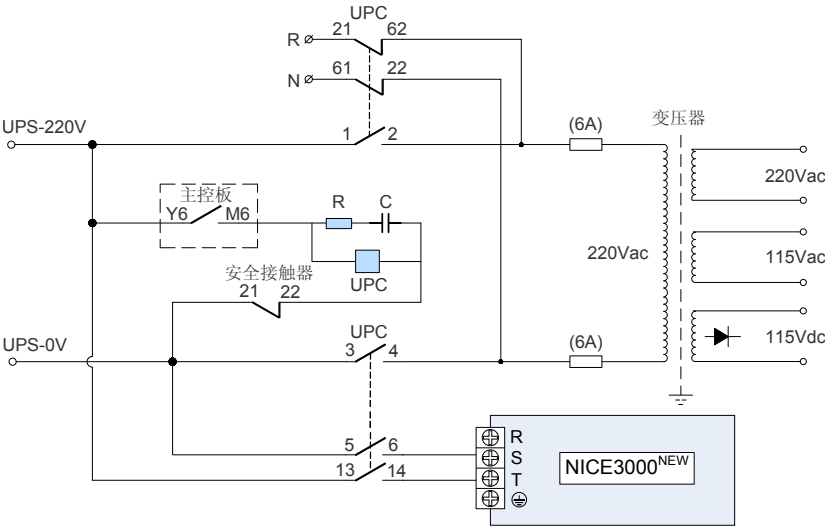 UPC
R 21 62
N 61 22
UPS-220V
1 2
(6A)
变压器
220Vac
主控板
Y6 M6
R C
UPC
安全接触器
21 22
220Vac
115Vac
UPS-0V
UPC
3 4
(6A)
115Vdc
5 6
13 14
R
S
T
NICE3000NEW